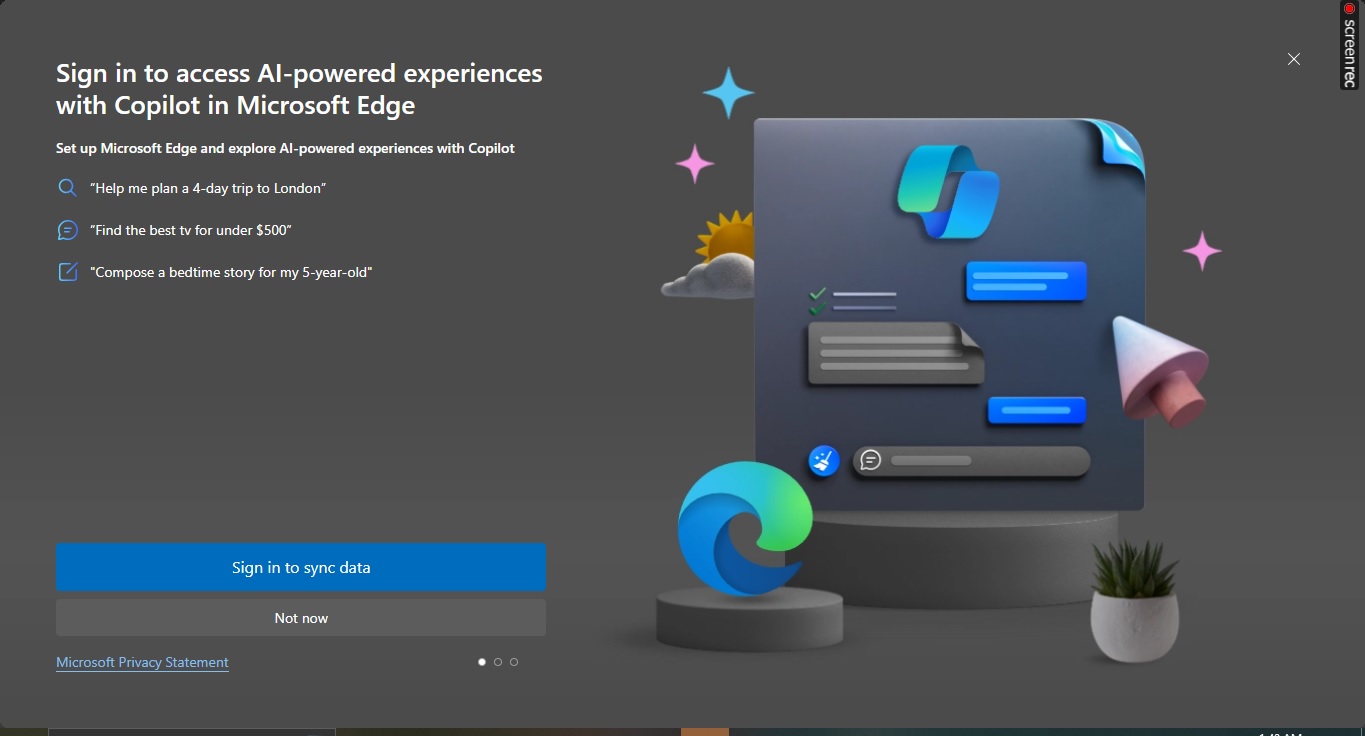 Sign in to access AI-powered experiences
with Copilot in Microsoft Edge
Set up Microsoft Edge and explore AI-powered experiences with Copilot
“Help me plan a 4-day trip to London”
“Find the best tv for under $500”
"Compose a bedtime story for my 5-year-old"
Sign in to sync data
Not now
Microsoft Privacy Statement
screen rec